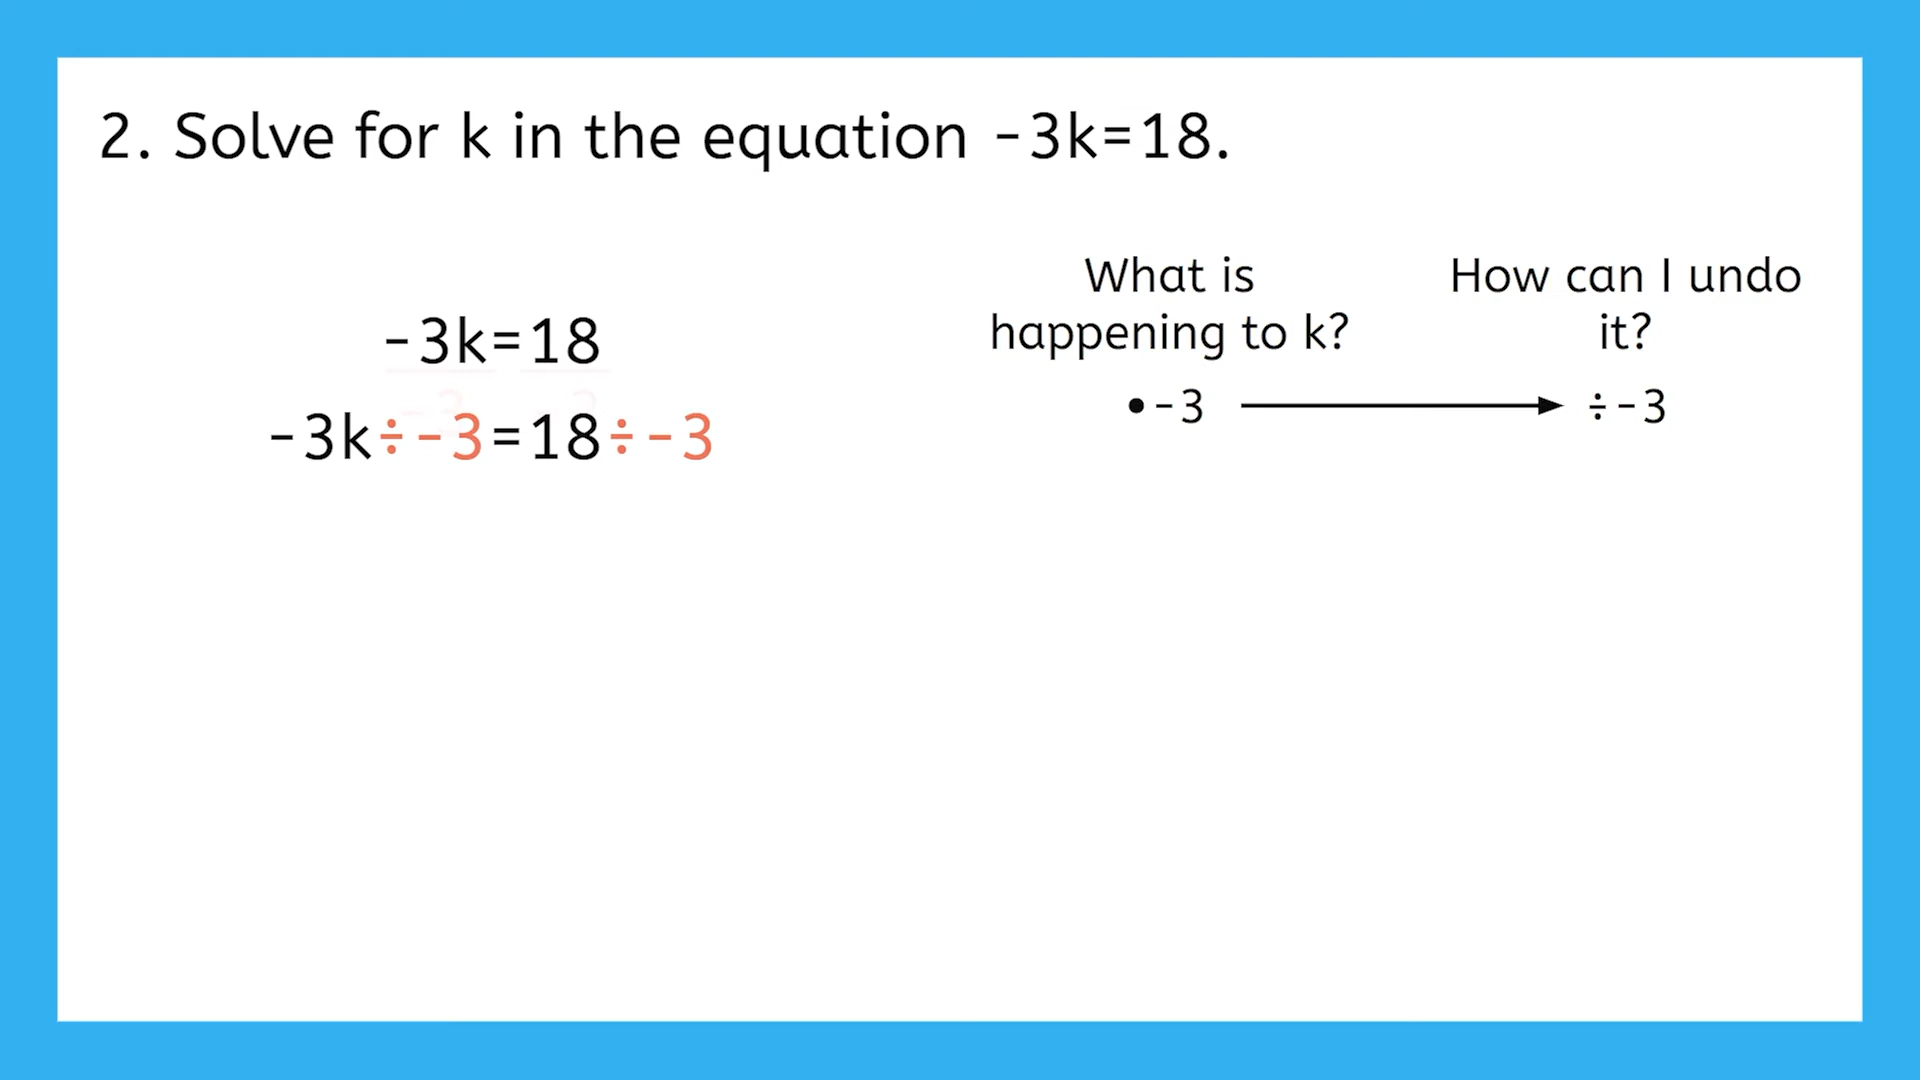 2. Solve for k in the equation -3k=18.
What is happening to k?
How can I undo it?
-3k=18
• -3
÷ -3
-3k÷-3=18÷-3